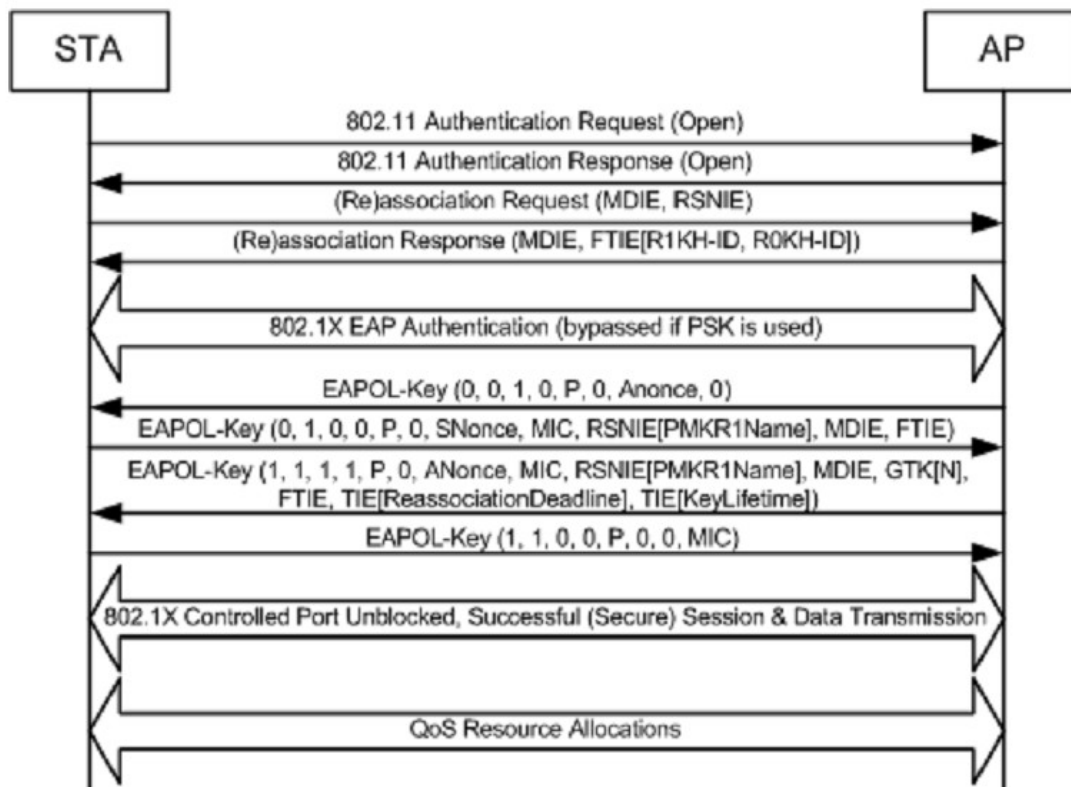 STA
AP
802.11 Authentication Request (Open)
802.11 Authentication Response (Open)
(Re)association Request (MDIE, RSNIE)
(Re)association Response (MDIE, FTIE[R1KH-ID, R0KH-ID])
802.1X EAP Authentication (bypassed if PSK is used)
EAPOL-Key (0, 0, 1, 0, P, 0, Anonce, 0)
EAPOL-Key (0, 1, 0, 0, P, 0, SNonce, MIC, RSNIE[PMKR1Name], MDIE, FTIE)
EAPOL-Key (1, 1, 1, 1, P, 0, ANonce, MIC, RSNIE[PMKR1Name], MDIE, GTK[N],
FTIE, TIE[ReassociationDeadline], TIE[KeyLifetime])
EAPOL-Key (1, 1, 0, 0, P, 0, 0, MIC)
802.1X Controlled Port Unblocked, Successful (Secure) Session & Data Transmission
QoS Resource Allocations